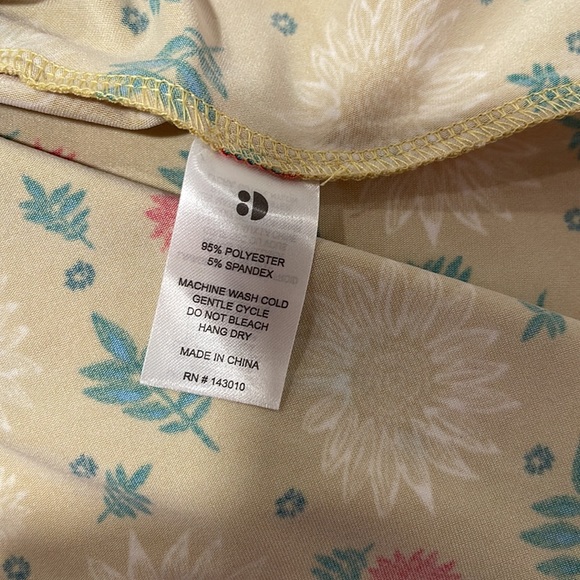 :D
95% POLYESTER
5% SPANDEX
MACHINE WASH COLD
GENTLE CYCLE
DO NOT BLEACH
HANG DRY
MADE IN CHINA
RN # 143010